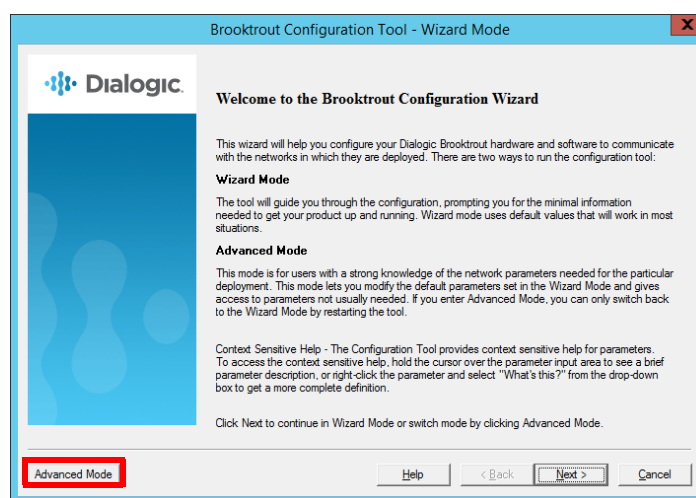 Brooktrout Configuration Tool - Wizard Mode
X
Dialogic.
Welcome to the Brooktrout Configuration Wizard
This wizard will help you configure your Dialogic Brooktrout hardware and software to communicate
with the networks in which they are deployed. There are two ways to run the configuration tool:
Wizard Mode
The tool will guide you through the configuration, prompting you for the minimal information
needed to get your product up and running. Wizard mode uses default values that will work in most
situations.
Advanced Mode
This mode is for users with a strong knowledge of the network parameters needed for the particular
deployment. This mode lets you modify the default parameters set in the Wizard Mode and gives
access to parameters not usually needed. If you enter Advanced Mode, you can only switch back
to the Wizard Mode by restarting the tool.
Context Sensitive Help - The Configuration Tool provides context sensitive help for parameters.
To access the context sensitive help, hold the cursor over the parameter input area to see a brief
parameter description, or right-click the parameter and select "What's this?" from the drop-down
box to get a more complete definition.
Click Next to continue in Wizard Mode or switch mode by clicking Advanced Mode.
Advanced Mode
Help
< Back
Next >
Cancel